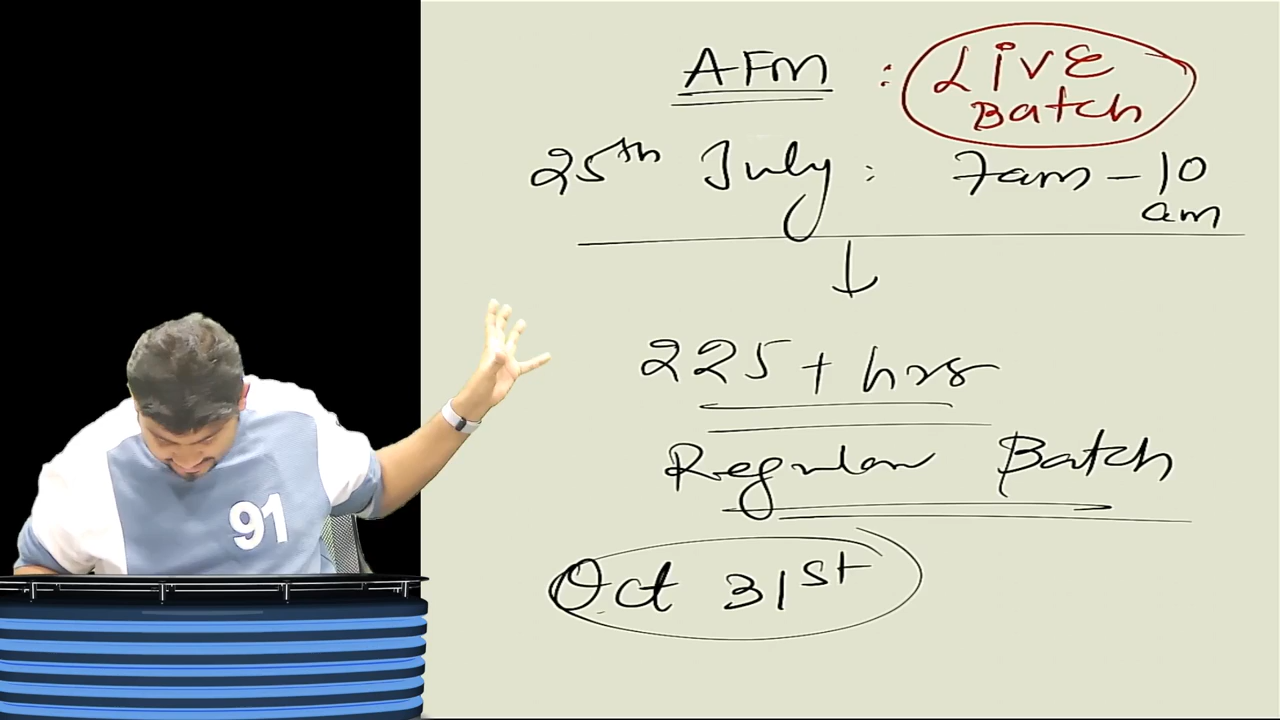 AFM : LIVE
Batch
25th July : 7am - 10
am
225 + hrs
Regular Batch
Oct 31st
91